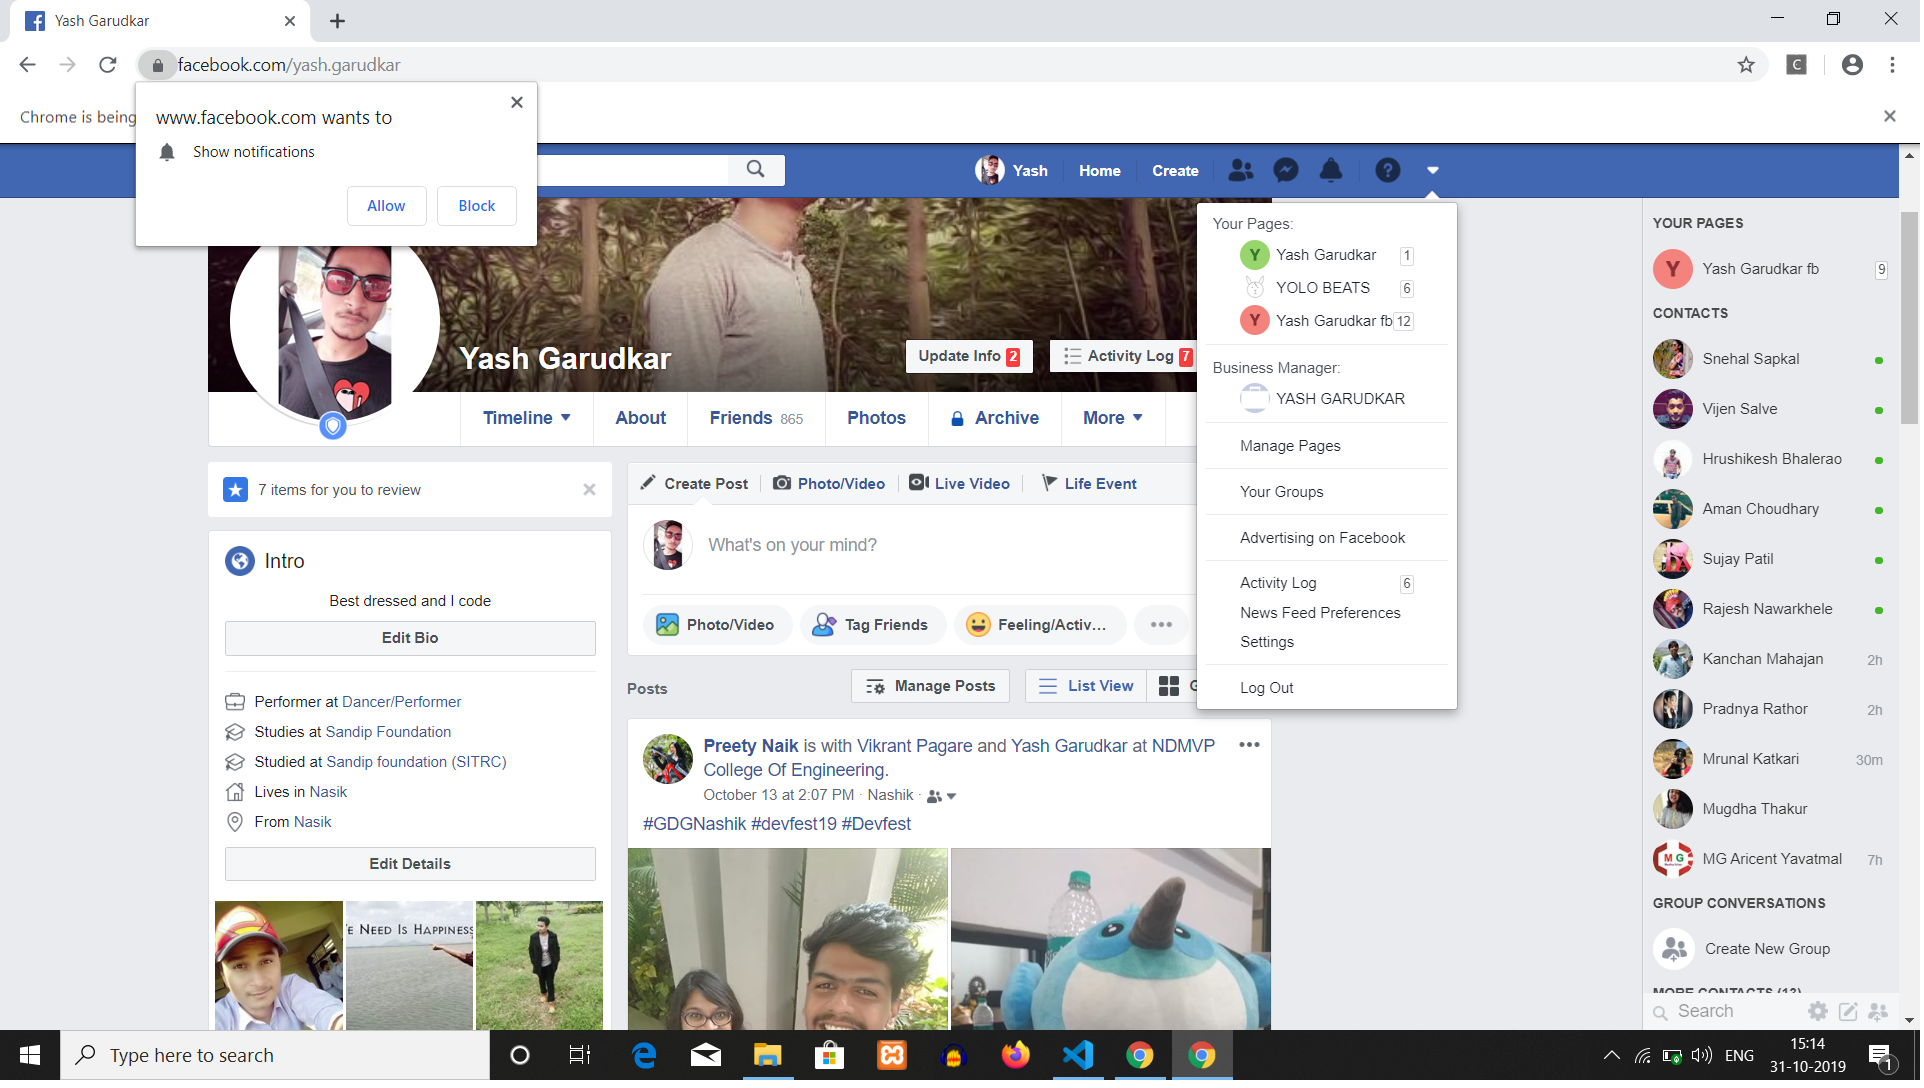 Yash Garudkar
facebook.com/yash.garudkar
C
Chrome is being
www.facebook.com wants to
Show notifications
Allow
Block
Yash
Home
Create
Yash Garudkar
Update Info 2
Activity Log 7
Timeline
About
Friends 865
Photos
Archive
More
7 items for you to review
Intro
Best dressed and I code
Edit Bio
Performer at Dancer/Performer
Studies at Sandip Foundation
Studied at Sandip foundation (SITRC)
Lives in Nasik
From Nasik
Edit Details
E NEED IS HAPPINESS
Create Post
Photo/Video
Live Video
Life Event
What's on your mind?
Photo/Video
Tag Friends
Feeling/Activ...
Posts
Manage Posts
List View
G
Preety Naik is with Vikrant Pagare and Yash Garudkar at NDMVP
College Of Engineering.
October 13 at 2:07 PM · Nashik ·
#GDGNashik #devfest19 #Devfest
Your Pages:
Y Yash Garudkar 1
YOLO BEATS 6
Y Yash Garudkar fb 12
Business Manager:
YASH GARUDKAR
Manage Pages
Your Groups
Advertising on Facebook
Activity Log 6
News Feed Preferences
Settings
Log Out
YOUR PAGES
Y Yash Garudkar fb 9
CONTACTS
Snehal Sapkal
Vijen Salve
Hrushikesh Bhalerao
Aman Choudhary
Sujay Patil
Rajesh Nawarkhele
Kanchan Mahajan 2h
Pradnya Rathor 2h
Mrunal Katkari 30m
Mugdha Thakur
MG MG Aricent Yavatmal 7h
GROUP CONVERSATIONS
Create New Group
MORE CONTACTS (13)
Search
Type here to search
ENG
15:14
31-10-2019
1